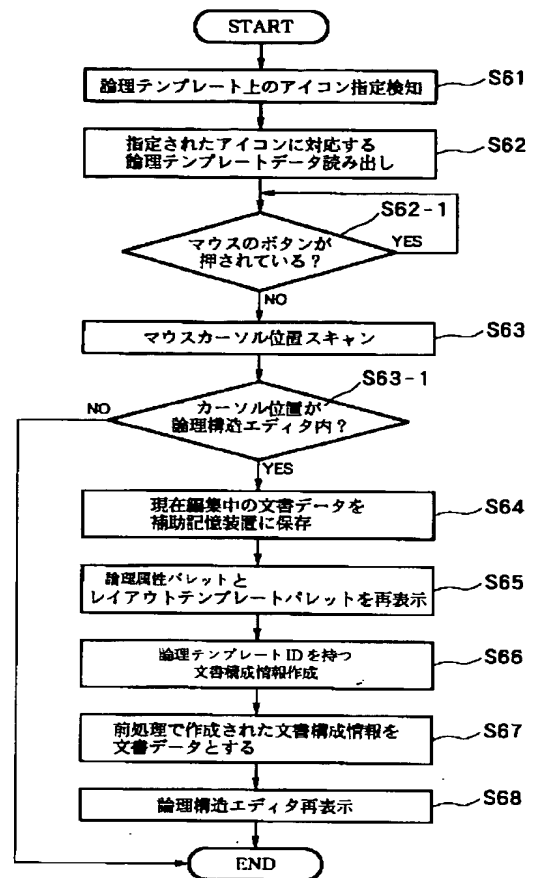 START
論理テンプレート上のアイコン指定検知
S61
指定されたアイコンに対応する
論理テンプレートデータ読み出し
S62
S62-1
マウスのボタンが
押されている?
YES
NO
マウスカーソル位置スキャン
S63
S63-1
カーソル位置が
論理構造エディタ内?
NO
YES
現在編集中の文書データを
補助記憶装置に保存
S64
論理属性パレットと
レイアウトテンプレートパレットを再表示
S65
論理テンプレートIDを持つ
文書構成情報作成
S66
前処理で作成された文書構成情報を
文書データとする
S67
論理構造エディタ再表示
S68
END